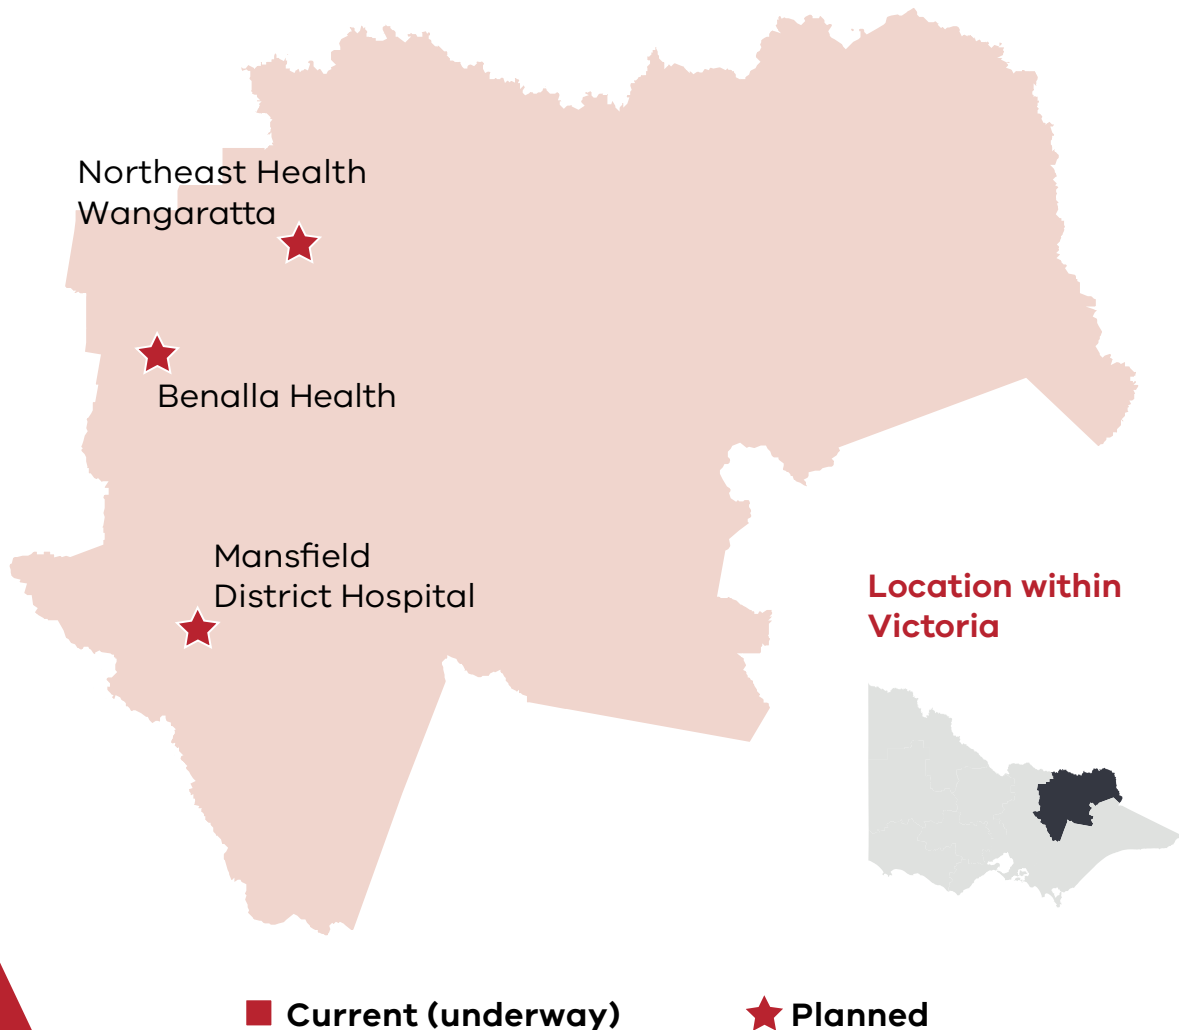 Northeast Health
Wangaratta
Benalla Health
Mansfield
District Hospital
Location within
Victoria
Current (underway)
Planned